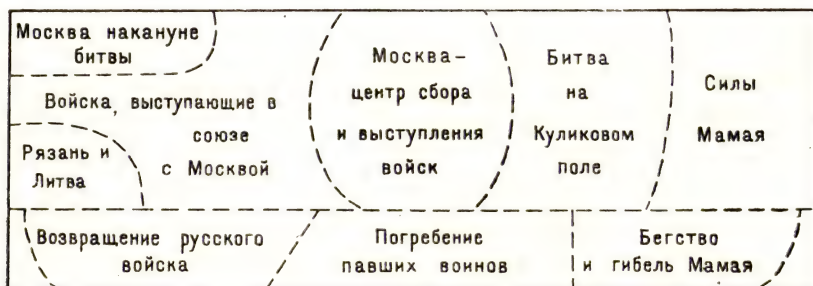 Москва накануне
битвы
Войска, выступающие в
союзе
с Москвой
Рязань и
Литва
Москва –
центр сбора
и выступления
войск
Битва
на
Куликовом
поле
Силы
Мамая
Возвращение русского
войска
Погребение
павших воинов
Бегство
и гибель Мамая